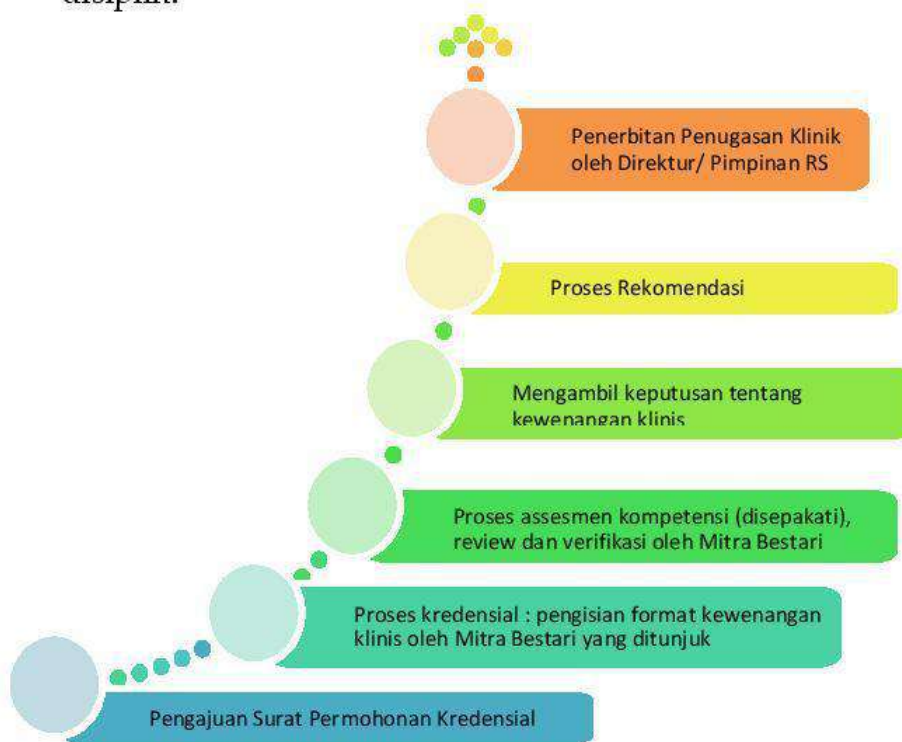 disiplin.
Penerbitan Penugasan Klinik
oleh Direktur/ Pimpinan RS
Proses Rekomendasi
Mengambil keputusan tentang
kewenangan klinis
Proses assesmen kompetensi (disepakati),
review dan verifikasi oleh Mitra Bestari
Proses kredensial : pengisian format kewenangan
klinis oleh Mitra Bestari yang ditunjuk
Pengajuan Surat Permohonan Kredensial